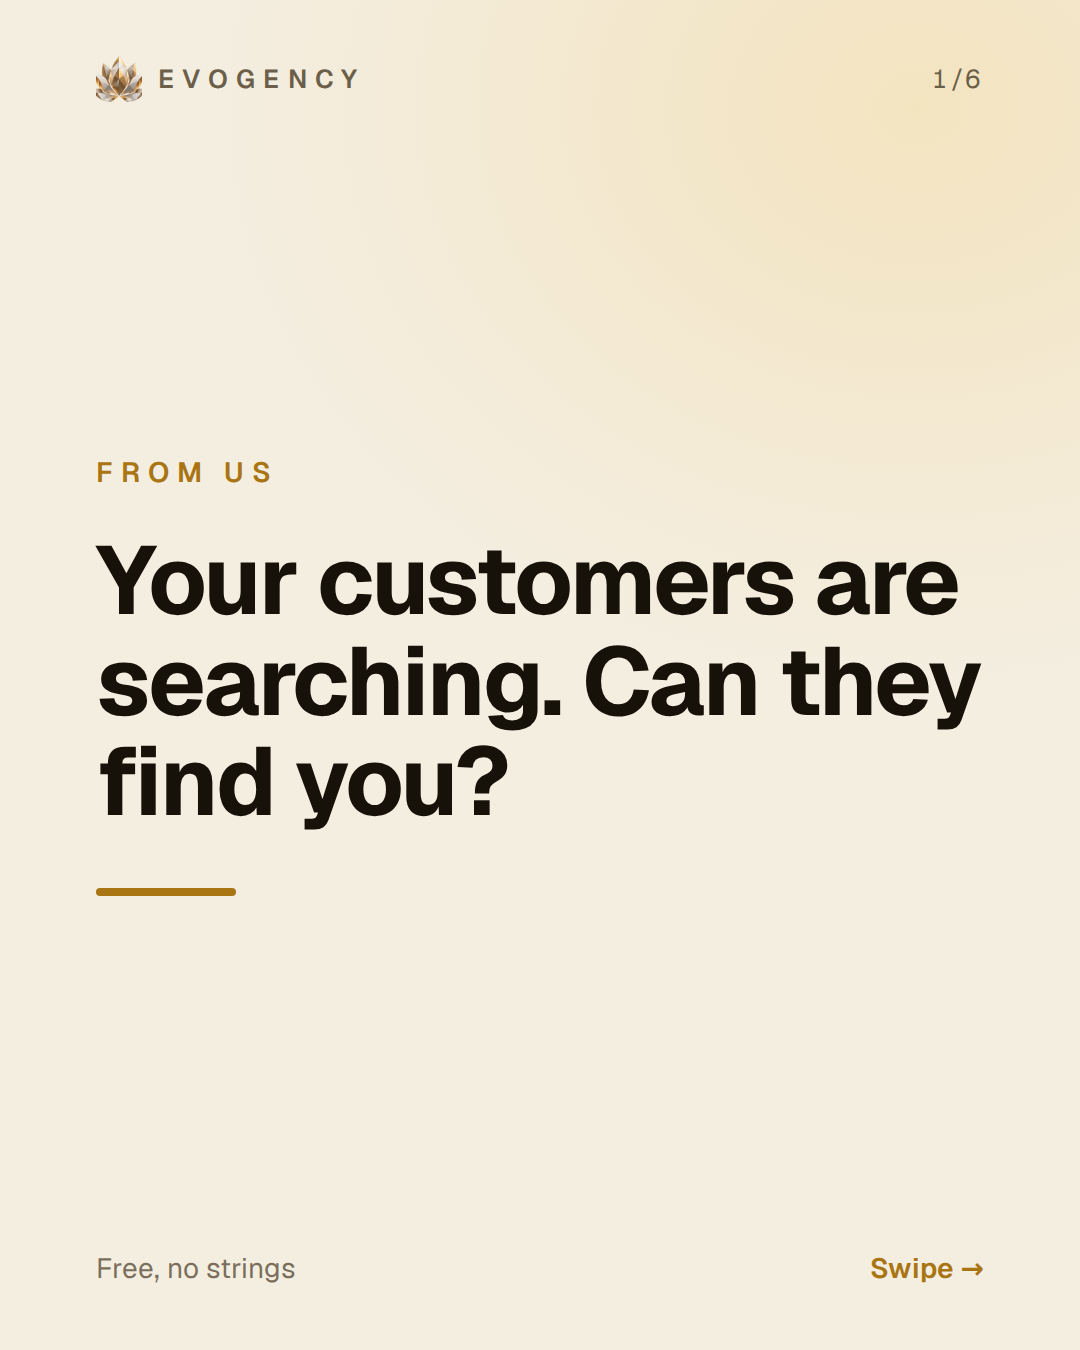 EVOGENCY
1/6
FROM US
Your customers are
searching. Can they
find you?
Free, no strings
Swipe →